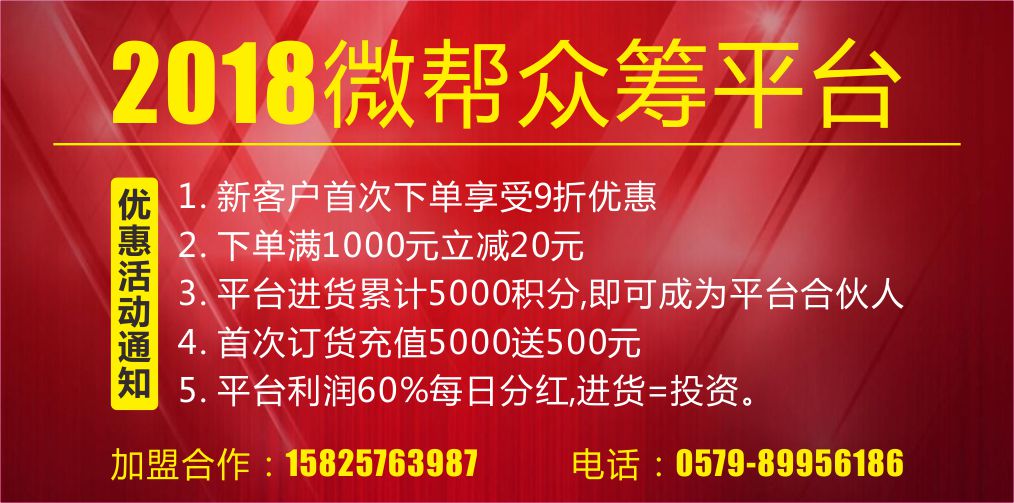 2018微帮众筹平台
优惠活动通知
1. 新客户首次下单享受9折优惠
2. 下单满1000元立减20元
3. 平台进货累计5000积分,即可成为平台合伙人
4. 首次订货充值5000送500元
5. 平台利润60%每日分红,进货=投资。
加盟合作：15825763987 电话：0579-89956186